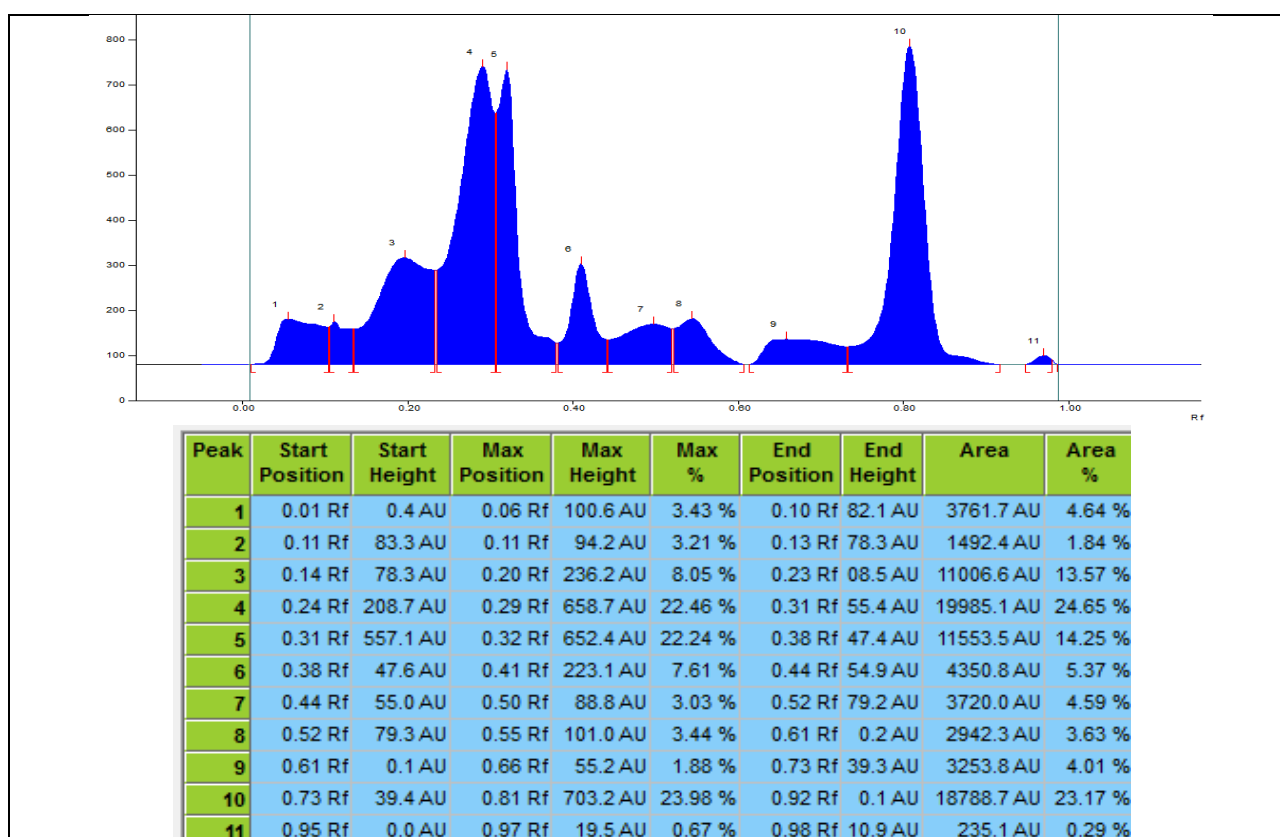 10
800
4 5
700
600
500
400
300
3
6
200
1 2 7 8
9
100
11
0
0.00 0.20 0.40 0.60 0.80 1.00
Rf
Peak Start Position Start Height Max Position Max Height Max % End Position End Height Area Area %
1 0.01 Rf 0.4 AU 0.06 Rf 100.6 AU 3.43 % 0.10 Rf 82.1 AU 3761.7 AU 4.64 %
2 0.11 Rf 83.3 AU 0.11 Rf 94.2 AU 3.21 % 0.13 Rf 78.3 AU 1492.4 AU 1.84 %
3 0.14 Rf 78.3 AU 0.20 Rf 236.2 AU 8.05 % 0.23 Rf 08.5 AU 11006.6 AU 13.57 %
4 0.24 Rf 208.7 AU 0.29 Rf 658.7 AU 22.46 % 0.31 Rf 55.4 AU 19985.1 AU 24.65 %
5 0.31 Rf 557.1 AU 0.32 Rf 652.4 AU 22.24 % 0.38 Rf 47.4 AU 11553.5 AU 14.25 %
6 0.38 Rf 47.6 AU 0.41 Rf 223.1 AU 7.61 % 0.44 Rf 54.9 AU 4350.8 AU 5.37 %
7 0.44 Rf 55.0 AU 0.50 Rf 88.8 AU 3.03 % 0.52 Rf 79.2 AU 3720.0 AU 4.59 %
8 0.52 Rf 79.3 AU 0.55 Rf 101.0 AU 3.44 % 0.61 Rf 0.2 AU 2942.3 AU 3.63 %
9 0.61 Rf 0.1 AU 0.66 Rf 55.2 AU 1.88 % 0.73 Rf 39.3 AU 3253.8 AU 4.01 %
10 0.73 Rf 39.4 AU 0.81 Rf 703.2 AU 23.98 % 0.92 Rf 0.1 AU 18788.7 AU 23.17 %
11 0.95 Rf 0.0 AU 0.97 Rf 19.5 AU 0.67 % 0.98 Rf 10.9 AU 235.1 AU 0.29 %